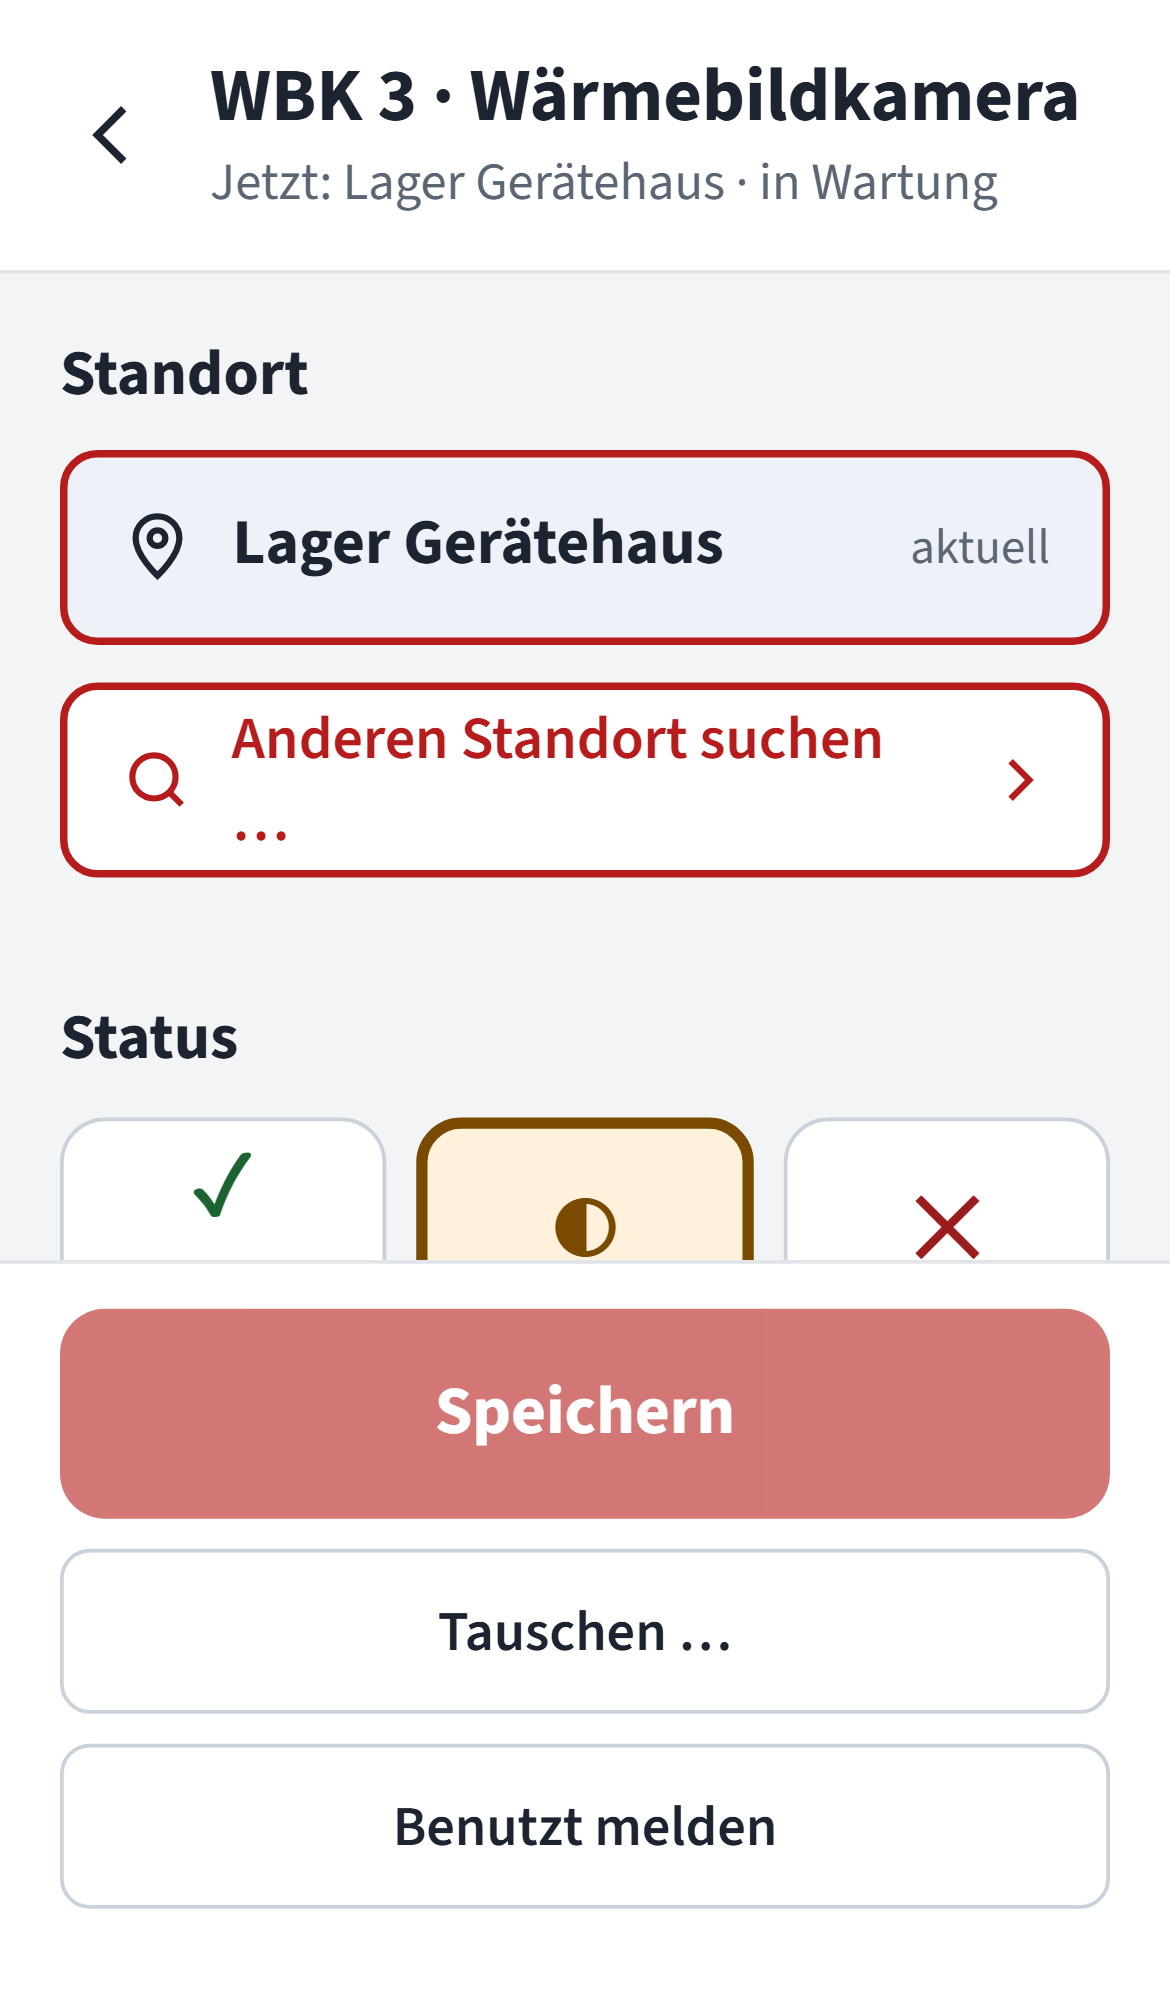 WBK 3 · Wärmebildkamera
Jetzt: Lager Gerätehaus · in Wartung
Standort
Lager Gerätehaus
aktuell
Anderen Standort suchen
…
Status
Speichern
Tauschen …
Benutzt melden